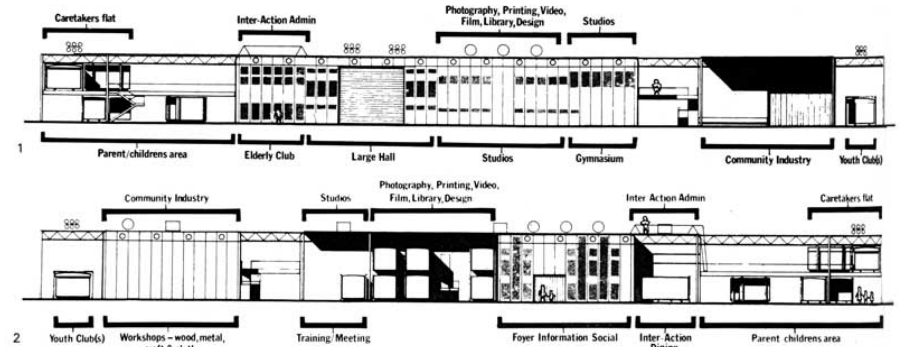 Photography, Printing, Video,
Caretakers flat
Inter-Action Admin
Film, Library, Design
Studios
1
Parent/childrens area
Elderly Club
Large Hall
Studios
Gymnasium
Community Industry
Youth Club(s)
Photography, Printing, Video,
Community Industry
Studios
Film, Library, Design
Inter Action Admin
Caretakers flat
2
Youth Club(s)
Workshops – wood, metal,
Training/Meeting
Foyer Information Social
Inter-Action
Parent childrens area